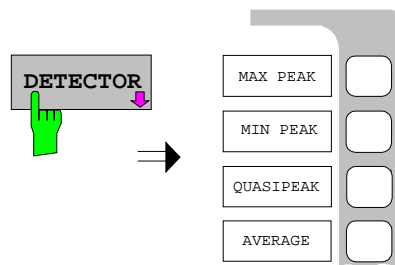 DETECTOR
MAX PEAK
MIN PEAK
QUASIPEAK
AVERAGE